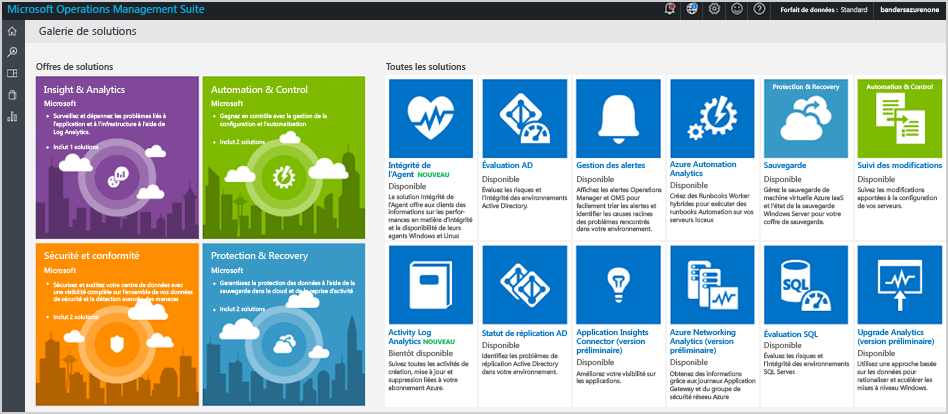 Microsoft Operations Management Suite
Forfait de données : Standard
bandersazurenone
Galerie de solutions
Offres de solutions
Insight & Analytics
Microsoft
Surveillez et dépannez les problèmes liés à
l'application et à l'infrastructure à l'aide de
Log Analytics.
Inclut 1 solutions
Automation & Control
Microsoft
Gagnez en contrôle avec la gestion de la
configuration et l'automatisation
Inclut 2 solutions
Sécurité et conformité
Microsoft
Sécurisez et auditez votre centre de données avec
une visibilité complète sur l'ensemble de vos données
de sécurité et la détection avancée des menaces
Inclut 2 solutions
Protection & Recovery
Microsoft
Garantissez la protection des données à l'aide de la
sauvegarde dans le cloud et de la reprise d'activité
Inclut 2 solutions
Toutes les solutions
Intégrité de
l'Agent NOUVEAU
Disponible
La solution Intégrité de
l'Agent offre aux clients des
informations sur les perfor-
mances en matière d'intégrité
et la disponibilité de leurs
agents Windows et Linux
Évaluation AD
Disponible
Évaluez les risques et
l'intégrité des environnements
Active Directory.
Gestion des alertes
Disponible
Affichez les alertes Operations
Manager et OMS pour
facilement trier les alertes et
identifier les causes racines
des problèmes rencontrés
dans votre environnement.
Azure Automation
Analytics
Disponible
Créez des Runbooks Worker
hybrides pour exécuter des
runbooks Automation sur vos
serveurs locaux
Protection & Recovery
Sauvegarde
Disponible
Gérez la sauvegarde de
machine virtuelle Azure IaaS
et l'état de la sauvegarde
Windows Server pour votre
coffre de sauvegarde.
Automation & Control
Suivi des modifications
Disponible
Suivez les modifications
apportées à la configuration
de vos serveurs.
Activity Log
Analytics NOUVEAU
Bientôt disponible
Suivez toutes les activités de
création, mise à jour et
suppression liées à votre
abonnement Azure.
Statut de réplication AD
Disponible
Identifiez les problèmes de
réplication Active Directory
dans votre environnement.
Application Insights
Connector (version
préliminaire)
Disponible
Améliorez votre visibilité sur
les applications.
Azure Networking
Analytics (version
préliminaire)
Disponible
Obtenez des informations
grâce aux journaux Application
Gateway et du groupe de
sécurité réseau Azure
SQL
Évaluation SQL
Disponible
Évaluez les risques et
l'intégrité des environnements
SQL Server.
Upgrade Analytics
(version préliminaire)
Disponible
Utilisez une approche basée
sur les données pour
rationaliser et accélérer les
mises à niveau Windows.